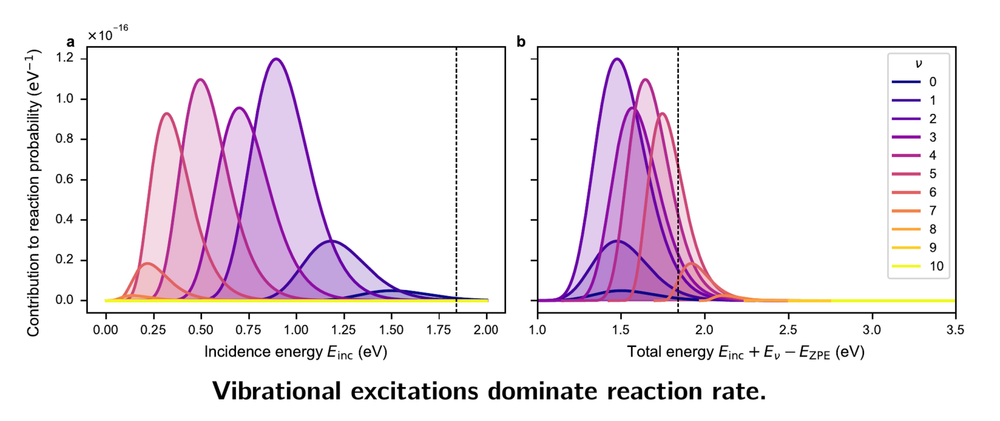 a
×10⁻¹⁶
Contribution to reaction probability (eV⁻¹)
1.2
1.0
0.8
0.6
0.4
0.2
0.0
0.00 0.25 0.50 0.75 1.00 1.25 1.50 1.75 2.00
Incidence energy E_inc (eV)
b
ν
0
1
2
3
4
5
6
7
8
9
10
1.0 1.5 2.0 2.5 3.0 3.5
Total energy E_inc + E_ν − E_ZPE (eV)
Vibrational excitations dominate reaction rate.